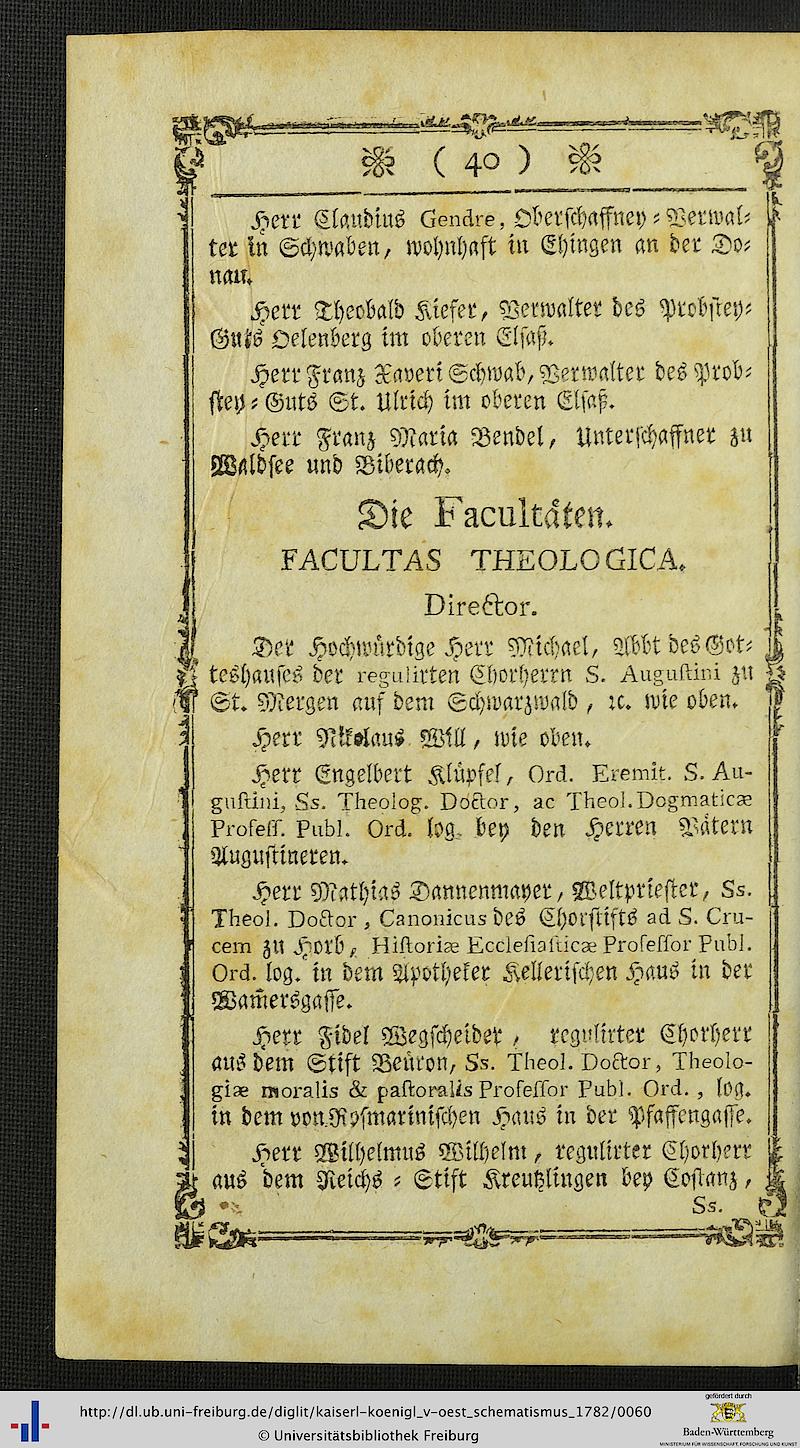 ( 40 )
Herr Claudius Gendre, Oberschaffney-Verwal-
ter in Schwaben, wohnhaft in Ehingen an der Do-
nau.
Herr Theobald Kiefer, Verwalter des Probstey-
Guts Oelenberg im oberen Elsaß.
Herr Franz Xaveri Schwab, Verwalter des Prob-
stey-Guts St. Ulrich im oberen Elsaß.
Herr Franz Maria Bendel, Unterschaffner zu
Waldsee und Biberach.
Die Facultäten.
FACULTAS THEOLOGICA.
Director.
Der Hochwürdige Herr Michael, Abbt des Got-
teshauses der regulirten Chorherrn S. Augustini zu
St. Mergen auf dem Schwarzwald, ꝛc. wie oben.
Herr Nikolaus Will, wie oben.
Herr Engelbert Klüpfel, Ord. Eremit. S. Au-
gustini, Ss. Theolog. Doctor, ac Theol. Dogmaticæ
Profess. Publ. Ord. log. bey den Herren Vätern
Augustineren.
Herr Mathias Dannenmayer, Weltpriester, Ss.
Theol. Doctor, Canonicus des Chorstifts ad S. Cru-
cem zu Horb, Historiæ Ecclesiasticæ Professor Publ.
Ord. log. in dem Apotheker Kellerischen Haus in der
Wam̄ersgasse.
Herr Fidel Wegscheider, regulirter Chorherr
aus dem Stift Beüron, Ss. Theol. Doctor, Theolo-
giæ moralis & pastoralis Professor Publ. Ord., log.
in dem von Rosmarinischen Haus in der Pfaffengasse.
Herr Wilhelmus Wilhelm, regulirter Chorherr
aus dem Reichs-Stift Kreutzlingen bey Costanz,
Ss.
http://dl.ub.uni-freiburg.de/diglit/kaiserl-koenigl_v-oest_schematismus_1782/0060
© Universitätsbibliothek Freiburg
gefördert durch
Baden-Württemberg
MINISTERIUM FÜR WISSENSCHAFT, FORSCHUNG UND KUNST